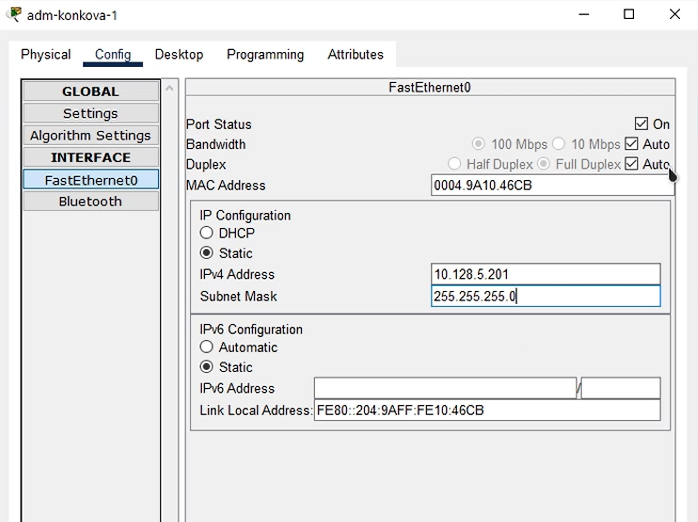 adm-konkova-1
Physical Config Desktop Programming Attributes
GLOBAL
Settings
Algorithm Settings
INTERFACE
FastEthernet0
Bluetooth
FastEthernet0
Port Status On
Bandwidth 100 Mbps 10 Mbps Auto
Duplex Half Duplex Full Duplex Auto
MAC Address 0004.9A10.46CB
IP Configuration
DHCP
Static
IPv4 Address 10.128.5.201
Subnet Mask 255.255.255.0
IPv6 Configuration
Automatic
Static
IPv6 Address /
Link Local Address: FE80::204:9AFF:FE10:46CB